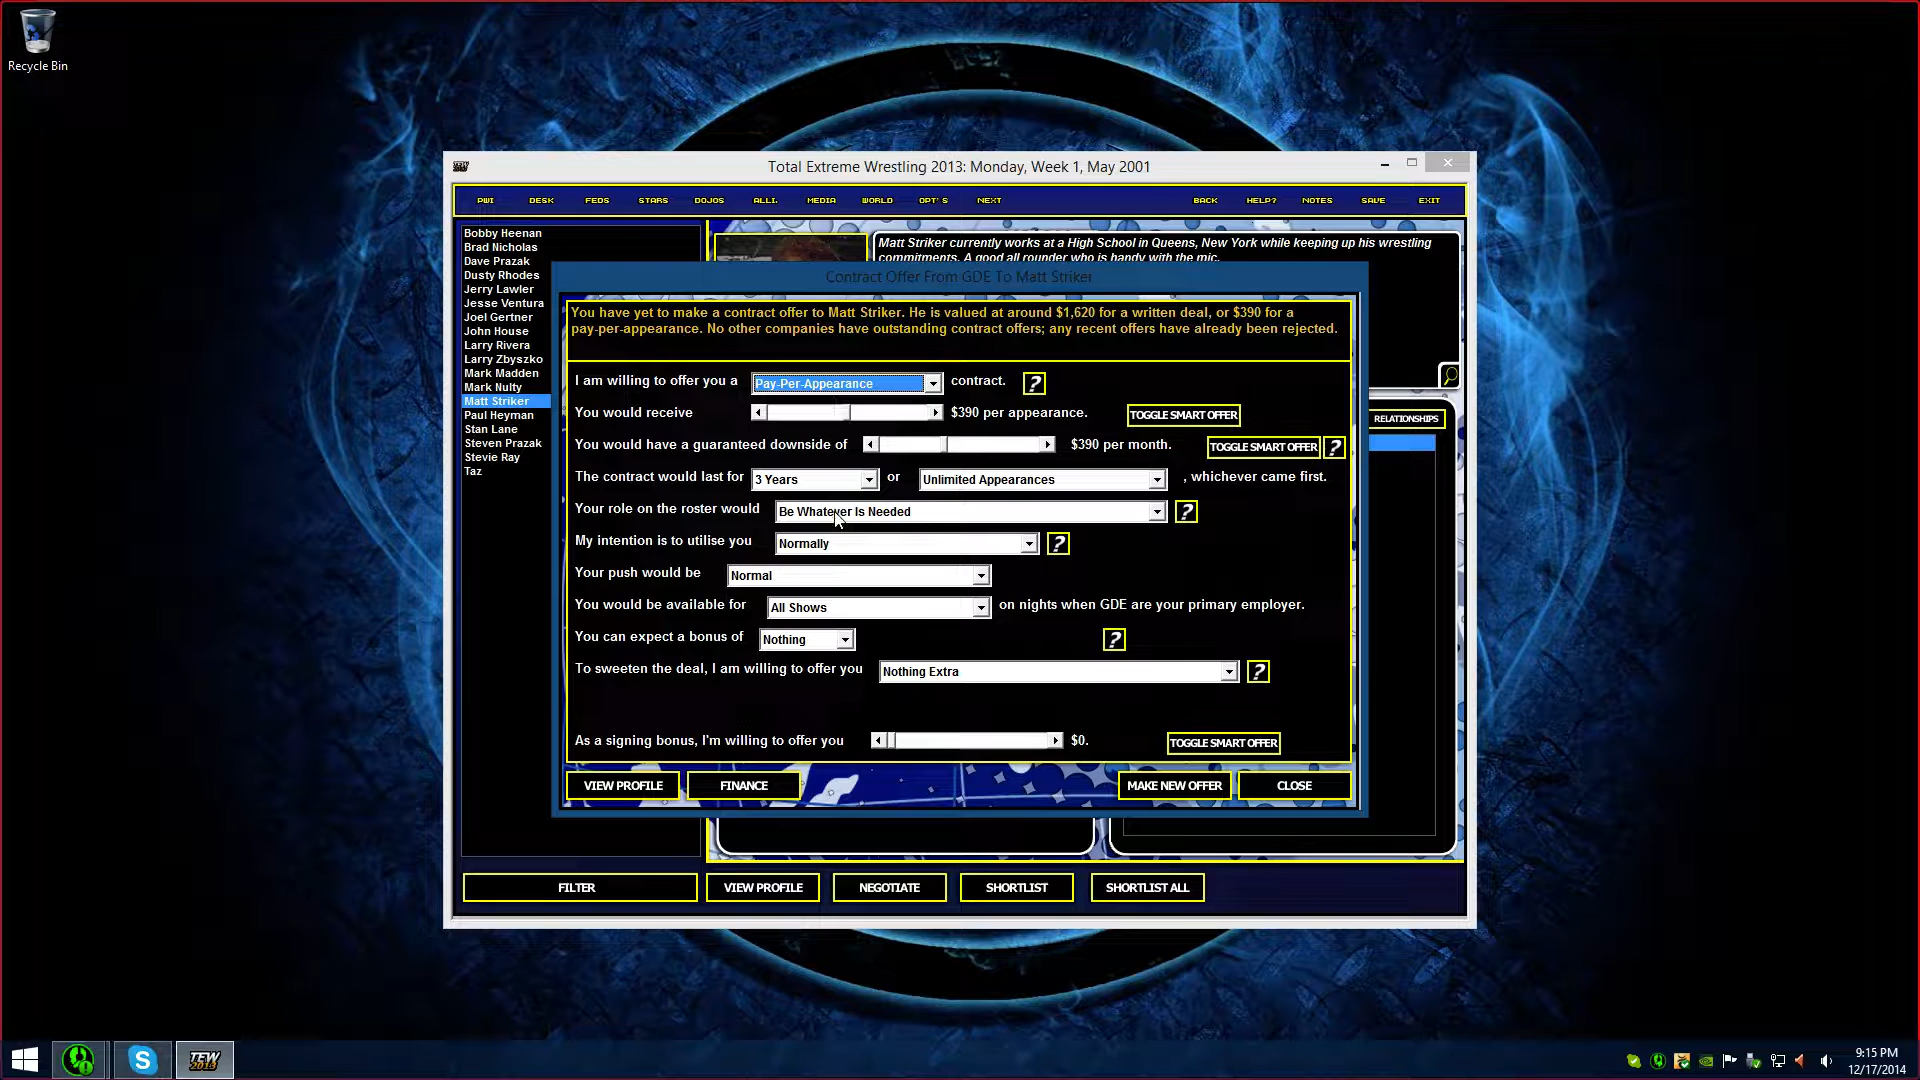 Recycle Bin
Total Extreme Wrestling 2013: Monday, Week 1, May 2001
PWI DESK FEDS STARS DOJOS ALLI. MEDIA WORLD OPT'S NEXT BACK HELP? NOTES SAVE EXIT
Bobby Heenan
Brad Nicholas
Dave Prazak
Dusty Rhodes
Jerry Lawler
Jesse Ventura
Joel Gertner
John House
Larry Rivera
Larry Zbyszko
Mark Madden
Mark Nulty
Matt Striker
Paul Heyman
Stan Lane
Steven Prazak
Stevie Ray
Taz
Matt Striker currently works at a High School in Queens, New York while keeping up his wrestling
commitments. A good all rounder who is handy with the mic.
RELATIONSHIPS
Contract Offer From GDE To Matt Striker
You have yet to make a contract offer to Matt Striker. He is valued at around $1,620 for a written deal, or $390 for a
pay-per-appearance. No other companies have outstanding contract offers; any recent offers have already been rejected.
I am willing to offer you a Pay-Per-Appearance contract. ?
You would receive $390 per appearance. TOGGLE SMART OFFER
You would have a guaranteed downside of $390 per month. TOGGLE SMART OFFER ?
The contract would last for 3 Years or Unlimited Appearances , whichever came first.
Your role on the roster would Be Whatever Is Needed ?
My intention is to utilise you Normally ?
Your push would be Normal
You would be available for All Shows on nights when GDE are your primary employer.
You can expect a bonus of Nothing ?
To sweeten the deal, I am willing to offer you Nothing Extra ?
As a signing bonus, I'm willing to offer you $0. TOGGLE SMART OFFER
VIEW PROFILE FINANCE MAKE NEW OFFER CLOSE
FILTER VIEW PROFILE NEGOTIATE SHORTLIST SHORTLIST ALL
TEW
2013
9:15 PM
12/17/2014